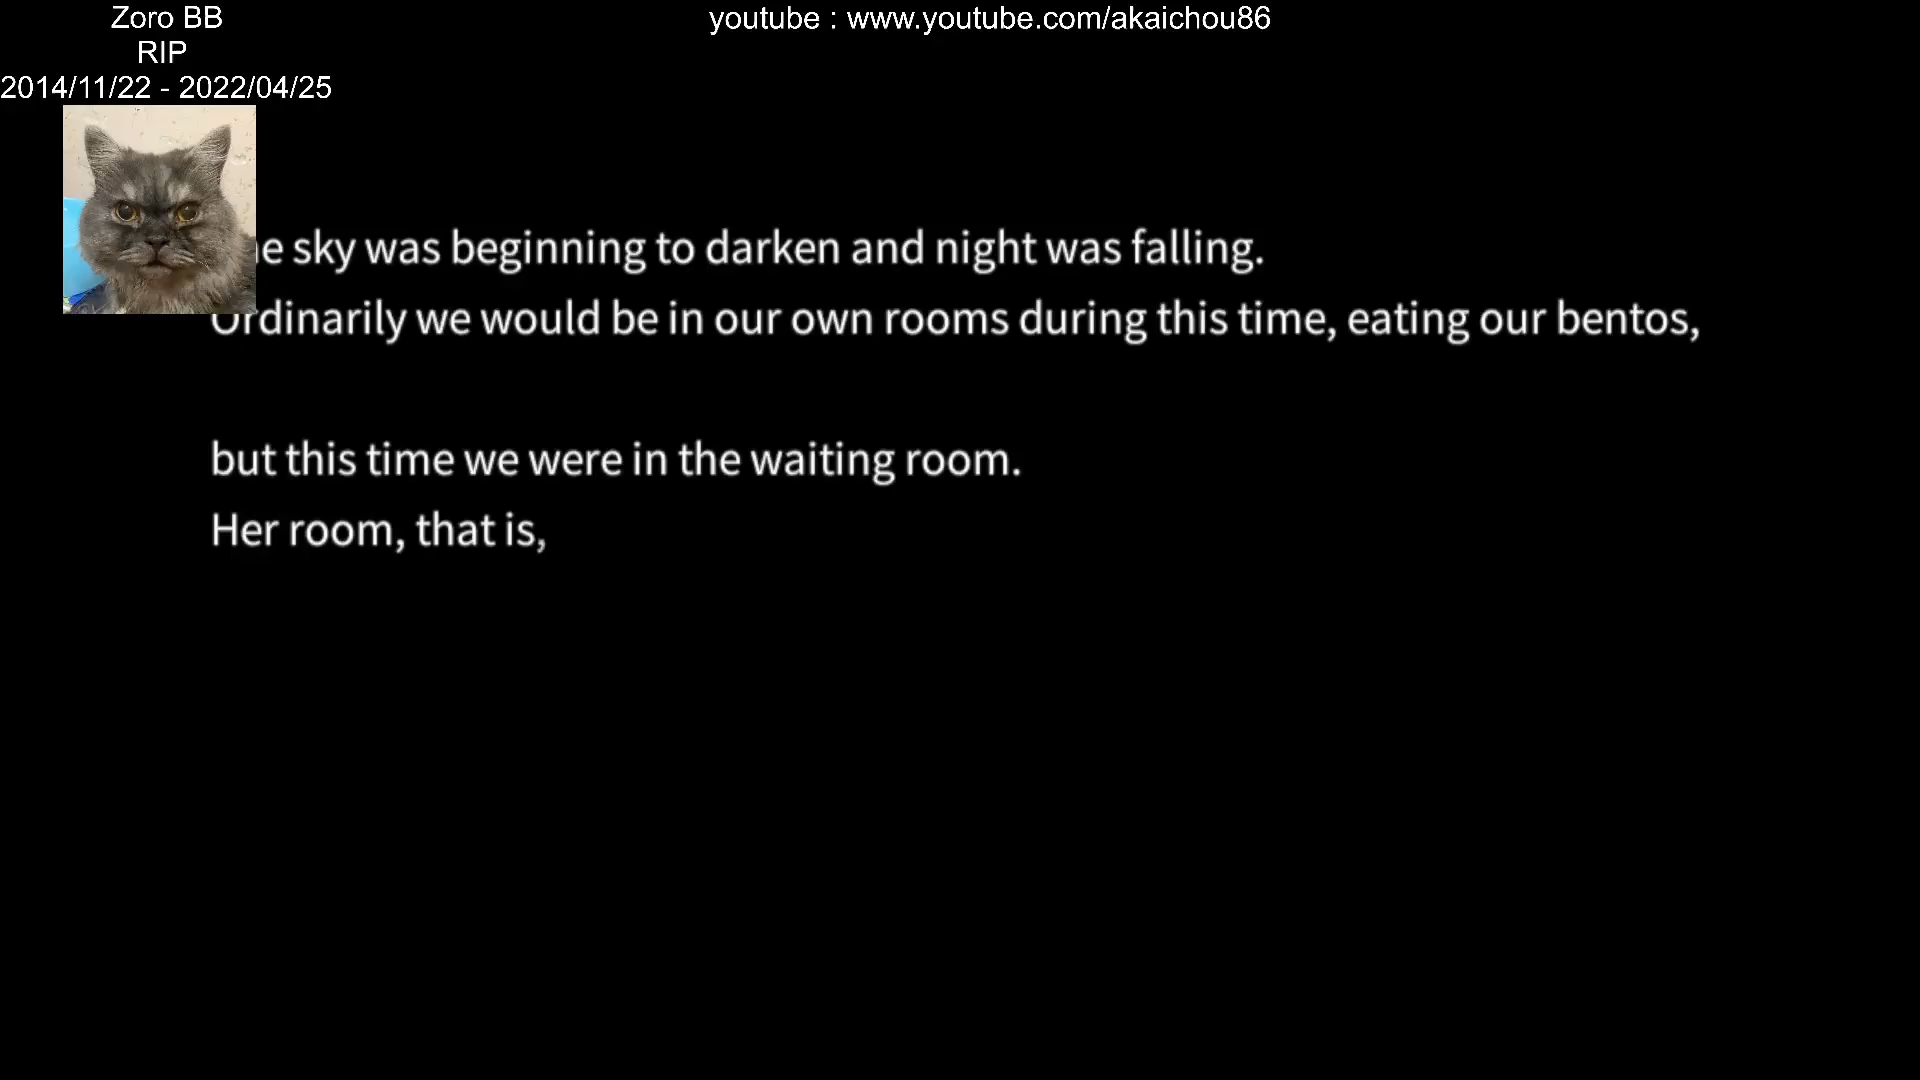 Zoro BB
RIP
2014/11/22 - 2022/04/25
youtube : www.youtube.com/akaichou86
sky was beginning to darken and night was falling.
Ordinarily we would be in our own rooms during this time, eating our bentos,
but this time we were in the waiting room.
Her room, that is,